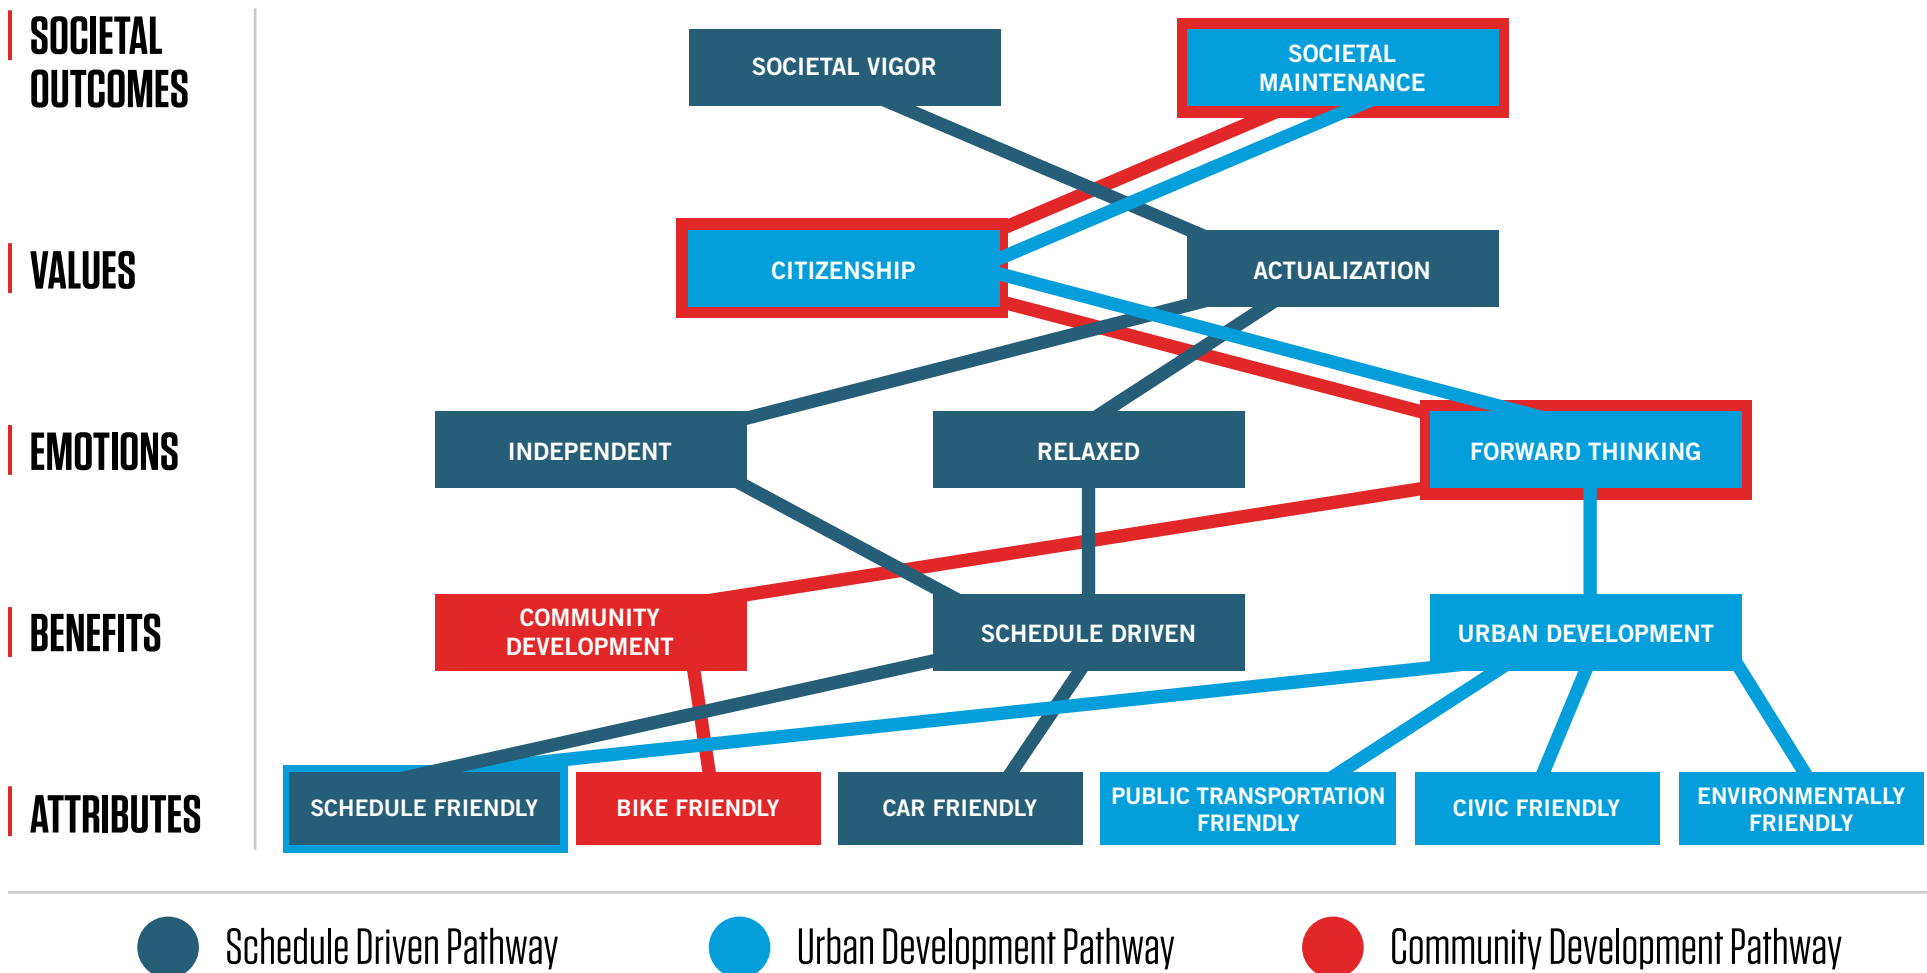 SOCIETAL
OUTCOMES
SOCIETAL VIGOR
SOCIETAL
MAINTENANCE
VALUES
CITIZENSHIP
ACTUALIZATION
EMOTIONS
INDEPENDENT
RELAXED
FORWARD THINKING
BENEFITS
COMMUNITY
DEVELOPMENT
SCHEDULE DRIVEN
URBAN DEVELOPMENT
ATTRIBUTES
SCHEDULE FRIENDLY
BIKE FRIENDLY
CAR FRIENDLY
PUBLIC TRANSPORTATION
FRIENDLY
CIVIC FRIENDLY
ENVIRONMENTALLY
FRIENDLY
Schedule Driven Pathway
Urban Development Pathway
Community Development Pathway